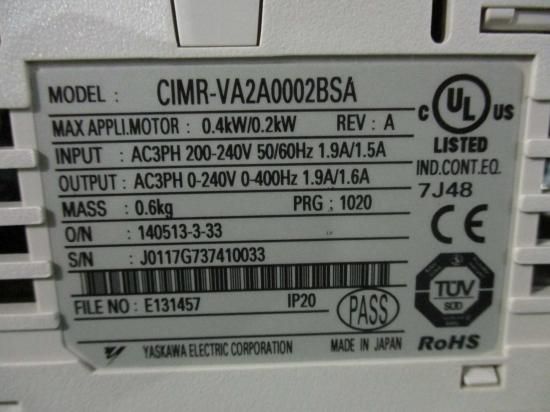 MODEL : CIMR-VA2A0002BSA
MAX APPLI.MOTOR : 0.4kW/0.2kW REV : A
INPUT : AC3PH 200-240V 50/60Hz 1.9A/1.5A
OUTPUT : AC3PH 0-240V 0-400Hz 1.9A/1.6A
MASS : 0.6kg PRG : 1020
O/N : 140513-3-33
S/N : J0117G737410033
FILE NO : E131457 IP20
PASS
YASKAWA ELECTRIC CORPORATION MADE IN JAPAN
C UL US
LISTED
IND.CONT.EQ.
7J48
CE
TÜV
SÜD
RoHS